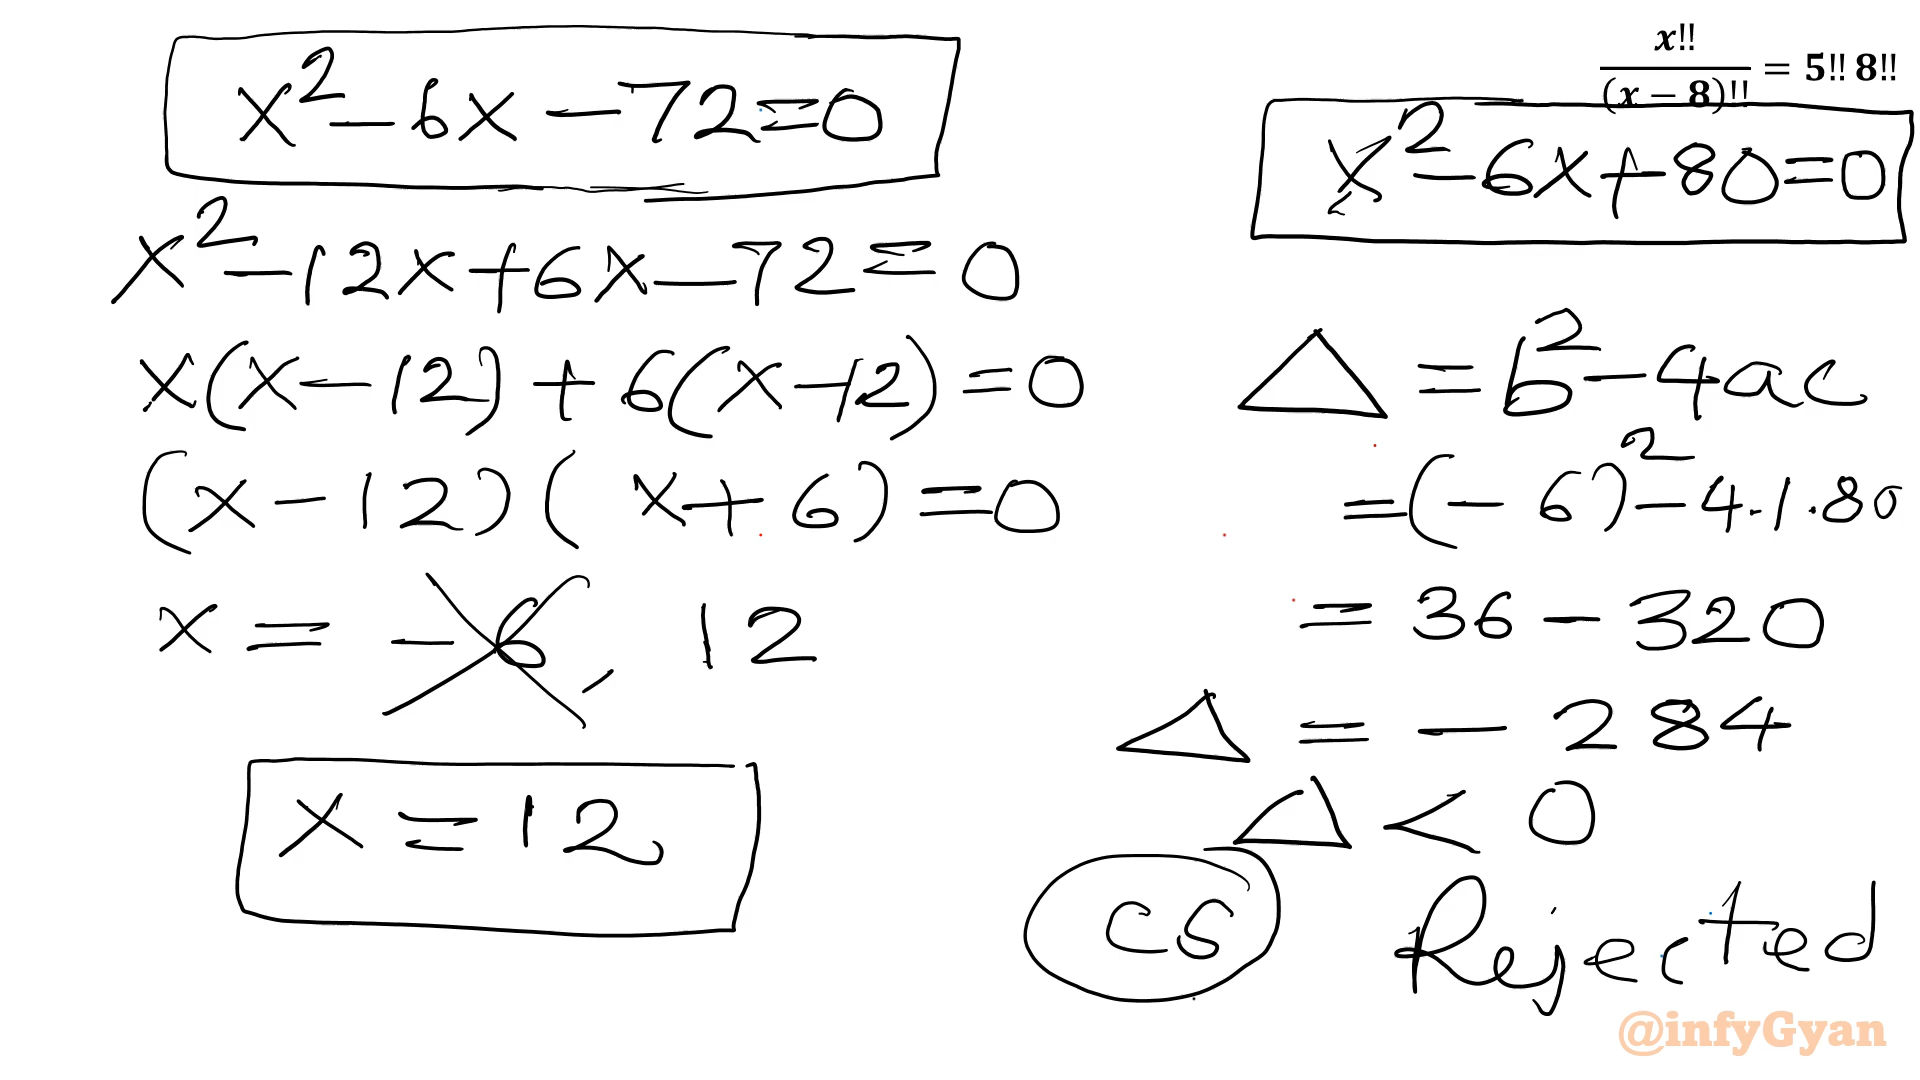 x!!/(x − 8)!! = 5!! 8!!
x² − 6x − 72 = 0
x² − 12x + 6x − 72 = 0
x(x − 12) + 6(x − 12) = 0
(x − 12)(x + 6) = 0
x = −6, 12
x = 12
x² − 6x + 80 = 0
△ = b² − 4ac
= (−6)² − 4.1.80
= 36 − 320
△ = − 284
△ < 0
CS Rejected
@infyGyan